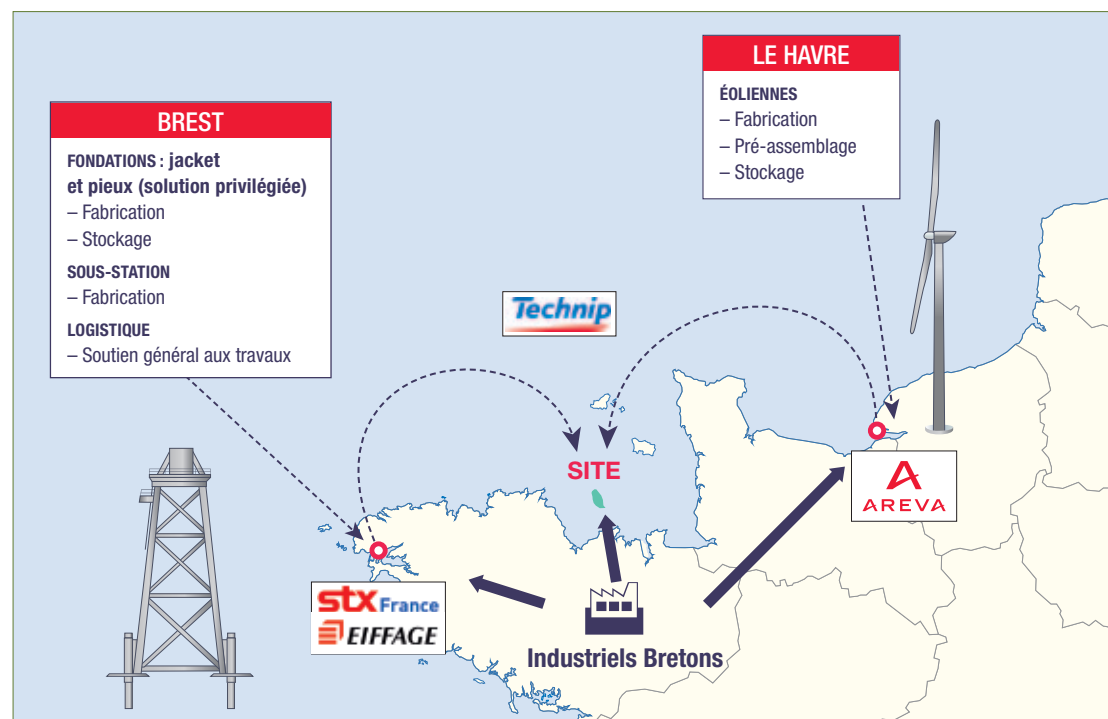 BREST
FONDATIONS : jacket
et pieux (solution privilégiée)
– Fabrication
– Stockage
SOUS-STATION
– Fabrication
LOGISTIQUE
– Soutien général aux travaux
LE HAVRE
ÉOLIENNES
– Fabrication
– Pré-assemblage
– Stockage
Technip
SITE
AREVA
stx France
EIFFAGE
Industriels Bretons